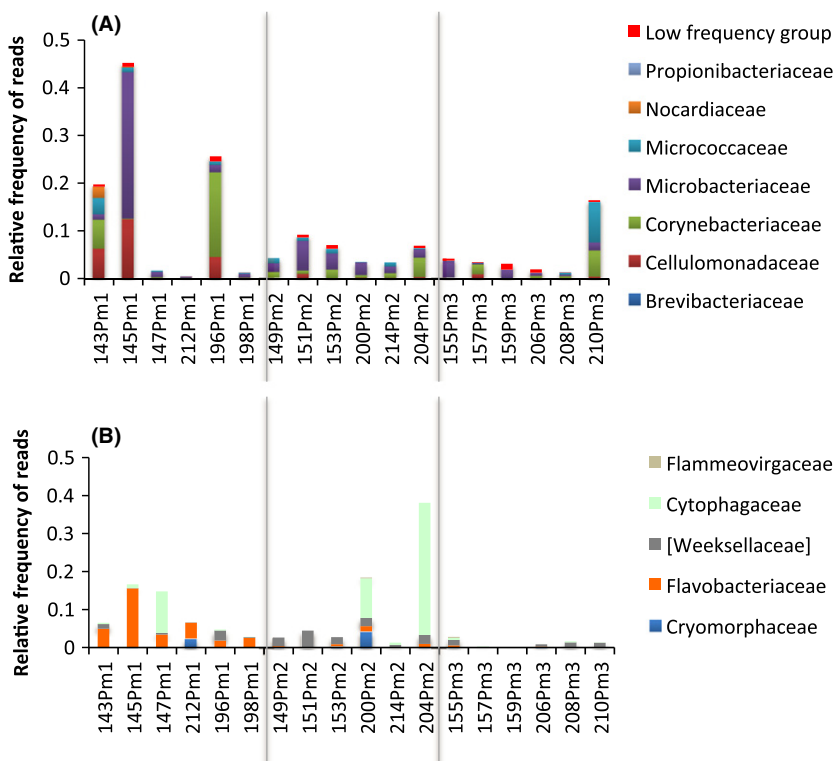 (A)
Relative frequency of reads
0.5
0.4
0.3
0.2
0.1
0
143Pm1
145Pm1
147Pm1
212Pm1
196Pm1
198Pm1
149Pm2
151Pm2
153Pm2
200Pm2
214Pm2
204Pm2
155Pm3
157Pm3
159Pm3
206Pm3
208Pm3
210Pm3
Low frequency group
Propionibacteriaceae
Nocardiaceae
Micrococcaceae
Microbacteriaceae
Corynebacteriaceae
Cellulomonadaceae
Brevibacteriaceae
(B)
Relative frequency of reads
0.5
0.4
0.3
0.2
0.1
0
143Pm1
145Pm1
147Pm1
212Pm1
196Pm1
198Pm1
149Pm2
151Pm2
153Pm2
200Pm2
214Pm2
204Pm2
155Pm3
157Pm3
159Pm3
206Pm3
208Pm3
210Pm3
Flammeovirgaceae
Cytophagaceae
[Weeksellaceae]
Flavobacteriaceae
Cryomorphaceae